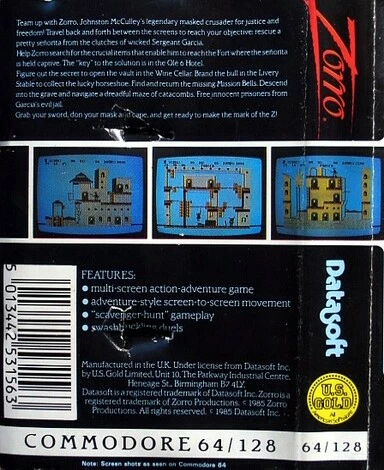 Team up with Zorro, Johnston McCulley's legendary masked crusader for justice and
freedom! Travel back and forth between the screens to reach your objective: rescue a
pretty señorita from the clutches of wicked Sergeant Garcia.
Help Zorro search for the crucial items that enable him to reach the Fort where the señorita
is held captive. The "key" to the solution is in the Olé 6 Hotel.
Figure out the secret to open the vault in the Wine Cellar. Brand the bull in the Livery
Stable to collect the lucky horseshoe. Find and return the missing Mission Bells. Descend
into the grave and navigate a dreadful maze of catacombs. Free innocent prisoners from
Garcia's evil jail.
Grab your sword, don your mask and cape, and get ready to make the mark of the Z!
ZORRO.
FEATURES:
● multi-screen action-adventure game
● adventure-style screen-to-screen movement
● "scavenger-hunt" gameplay
● swashbuckling duels
5 013442 531563
Manufactured in the U.K. Under license from Datasoft Inc.
by U.S. Gold Limited, Unit 10, The Parkway Industrial Centre,
Heneage St., Birmingham B7 4LY.
Datasoft is a registered trademark of Datasoft Inc. Zorro is a
registered trademark of Zorro Productions. © 1985 Zorro
Productions. All rights reserved. © 1985 Datasoft Inc.
Datasoft
U.S.
GOLD
COMMODORE 64/128
64/128
Note: Screen shots as seen on Commodore 64